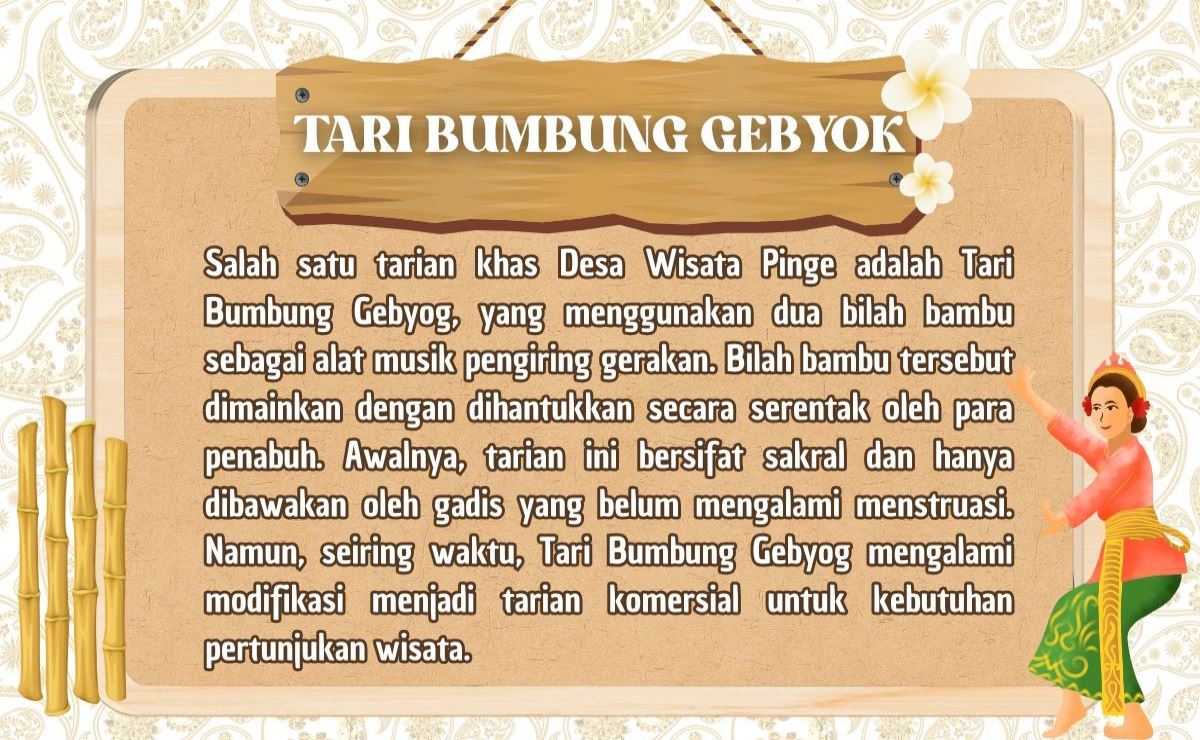 TARI BUMBUNG GEBYOK
Salah satu tarian khas Desa Wisata Pinge adalah Tari
Bumbung Gebyog, yang menggunakan dua bilah bambu
sebagai alat musik pengiring gerakan. Bilah bambu tersebut
dimainkan dengan dihantukkan secara serentak oleh para
penabuh. Awalnya, tarian ini bersifat sakral dan hanya
dibawakan oleh gadis yang belum mengalami menstruasi.
Namun, seiring waktu, Tari Bumbung Gebyog mengalami
modifikasi menjadi tarian komersial untuk kebutuhan
pertunjukan wisata.